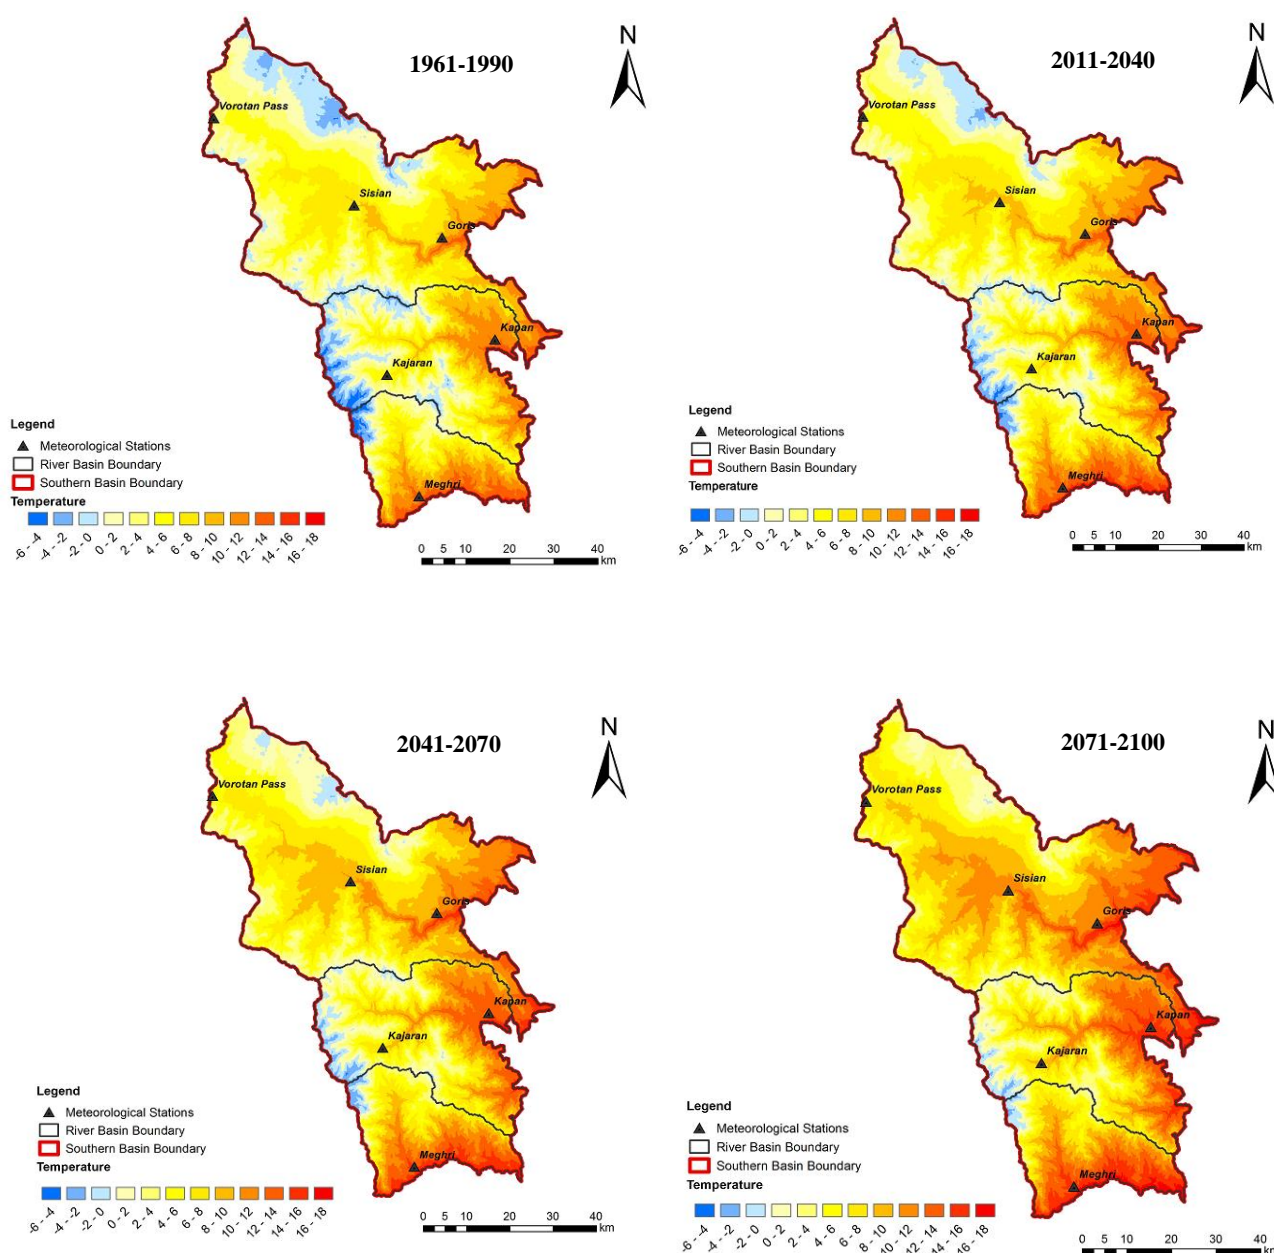 N
1961-1990
Vorotan Pass
Sisian
Goris
Kapan
Kajaran
Meghri
Legend
Meteorological Stations
River Basin Boundary
Southern Basin Boundary
Temperature
-6 - -4
-4 - -2
-2 - 0
0 - 2
2 - 4
4 - 6
6 - 8
8 - 10
10 - 12
12 - 14
14 - 16
16 - 18
0 5 10 20 30 40
km
N
2011-2040
Vorotan Pass
Sisian
Goris
Kapan
Kajaran
Meghri
Legend
Meteorological Stations
River Basin Boundary
Southern Basin Boundary
Temperature
-6 - -4
-4 - -2
-2 - 0
0 - 2
2 - 4
4 - 6
6 - 8
8 - 10
10 - 12
12 - 14
14 - 16
16 - 18
0 5 10 20 30 40
km
N
2041-2070
Vorotan Pass
Sisian
Goris
Kapan
Kajaran
Meghri
Legend
Meteorological Stations
River Basin Boundary
Southern Basin Boundary
Temperature
-6 - -4
-4 - -2
-2 - 0
0 - 2
2 - 4
4 - 6
6 - 8
8 - 10
10 - 12
12 - 14
14 - 16
16 - 18
0 5 10 20 30 40
km
N
2071-2100
Vorotan Pass
Sisian
Goris
Kapan
Kajaran
Meghri
Legend
Meteorological Stations
River Basin Boundary
Southern Basin Boundary
Temperature
-6 - -4
-4 - -2
-2 - 0
0 - 2
2 - 4
4 - 6
6 - 8
8 - 10
10 - 12
12 - 14
14 - 16
16 - 18
0 5 10 20 30 40